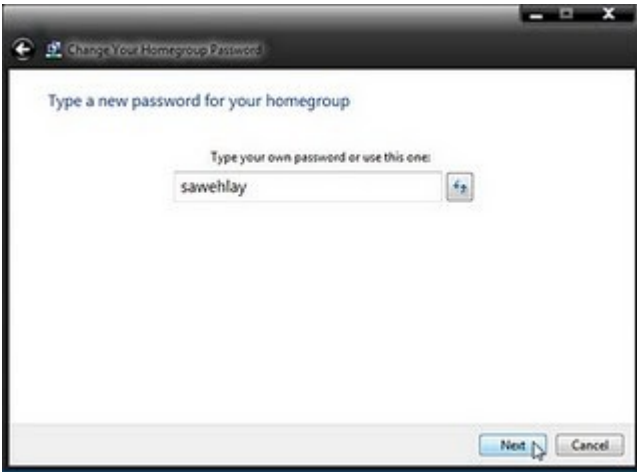 Change Your Homegroup Password
Type a new password for your homegroup
Type your own password or use this one:
sawehlay
Next
Cancel